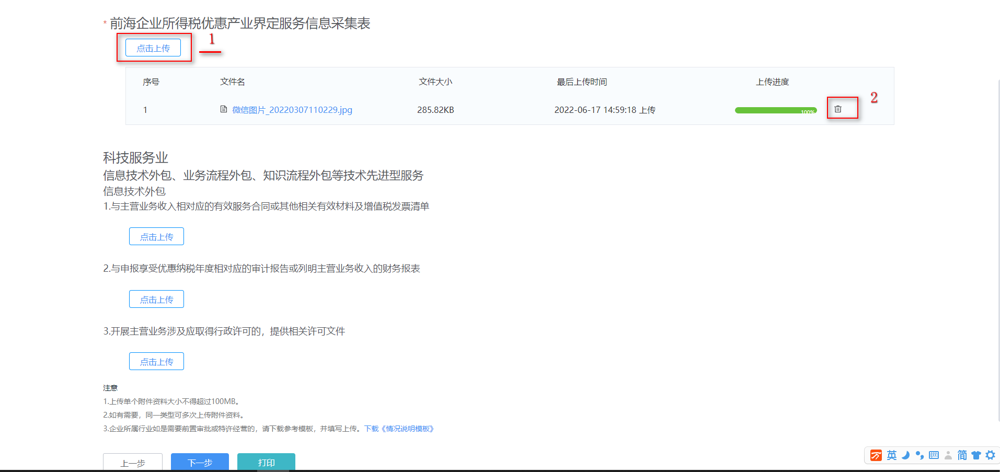 * 前海企业所得税优惠产业界定服务信息采集表
点击上传
1
序号 文件名 文件大小 最后上传时间 上传进度
1 微信图片_20220307110229.jpg 285.82KB 2022-06-17 14:59:18 上传 100%
2
科技服务业
信息技术外包、业务流程外包、知识流程外包等技术先进型服务
信息技术外包
1.与主营业务收入相对应的有效服务合同或其他相关有效材料及增值税发票清单
点击上传
2.与申报享受优惠纳税年度相对应的审计报告或列明主营业务收入的财务报表
点击上传
3.开展主营业务涉及应取得行政许可的，提供相关许可文件
点击上传
注意
1.上传单个附件资料大小不得超过100MB。
2.如有需要，同一类型可多次上传附件资料。
3.企业所属行业如是需要前置审批或特许经营的，请下载参考模板，并填写上传。下载《情况说明模板》
上一步 下一步 打印
英 简